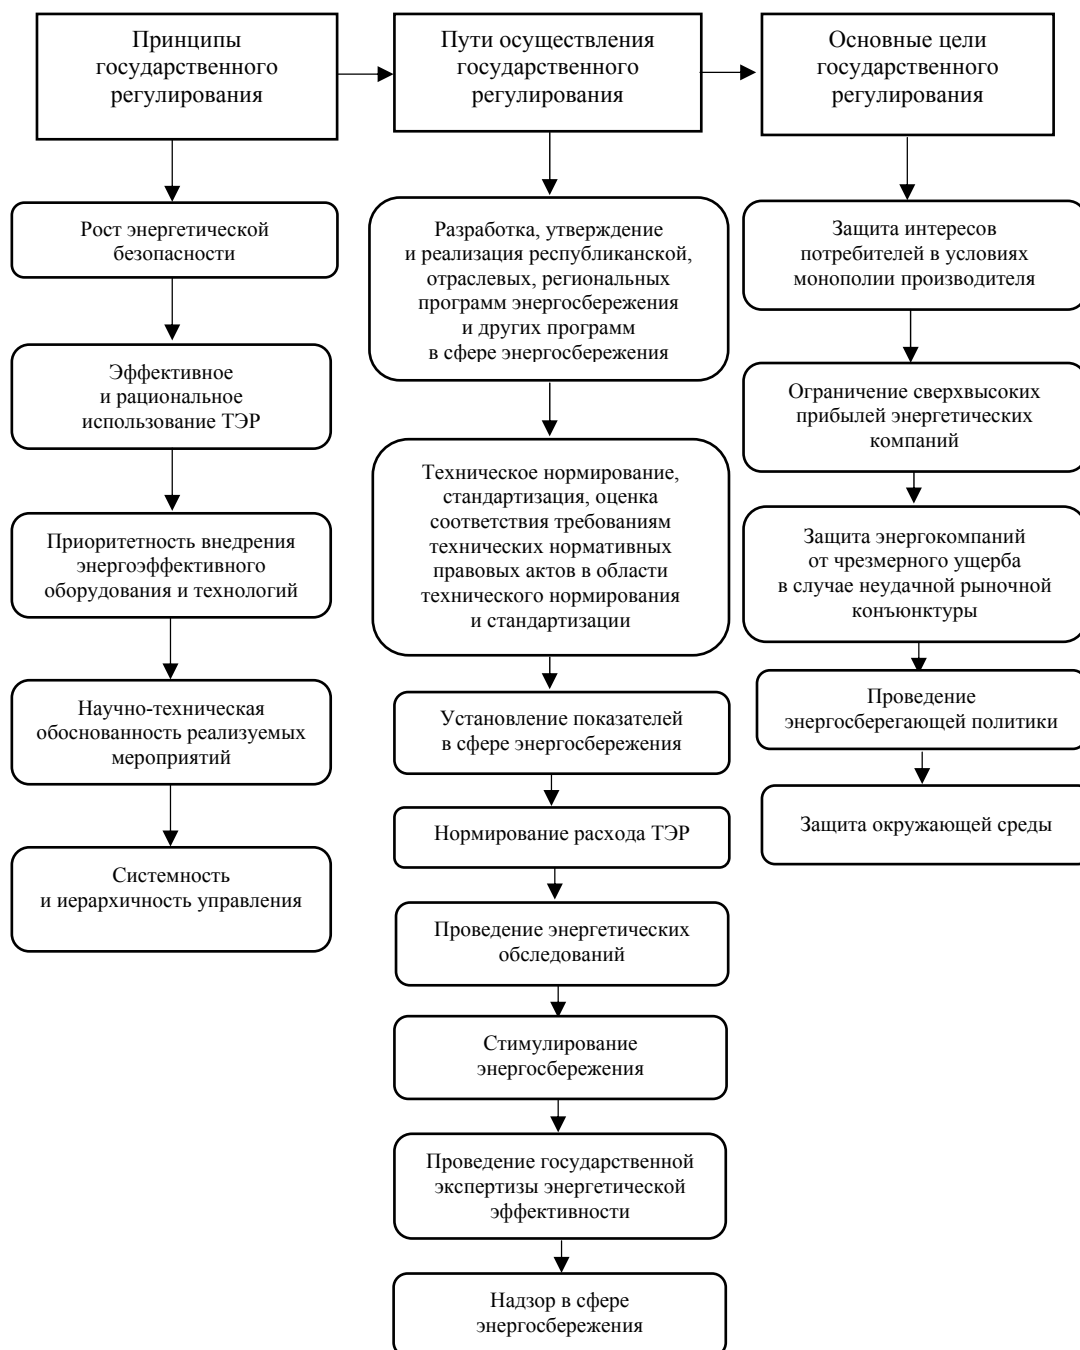 Принципы
государственного
регулирования
Рост энергетической
безопасности
Эффективное
и рациональное
использование ТЭР
Приоритетность внедрения
энергоэффективного
оборудования и технологий
Научно-техническая
обоснованность реализуемых
мероприятий
Системность
и иерархичность управления
Пути осуществления
государственного
регулирования
Разработка, утверждение
и реализация республиканской,
отраслевых, региональных
программ энергосбережения
и других программ
в сфере энергосбережения
Техническое нормирование,
стандартизация, оценка
соответствия требованиям
технических нормативных
правовых актов в области
технического нормирования
и стандартизации
Установление показателей
в сфере энергосбережения
Нормирование расхода ТЭР
Проведение энергетических
обследований
Стимулирование
энергосбережения
Проведение государственной
экспертизы энергетической
эффективности
Надзор в сфере
энергосбережения
Основные цели
государственного
регулирования
Защита интересов
потребителей в условиях
монополии производителя
Ограничение сверхвысоких
прибылей энергетических
компаний
Защита энергокомпаний
от чрезмерного ущерба
в случае неудачной рыночной
конъюнктуры
Проведение
энергосберегающей политики
Защита окружающей среды